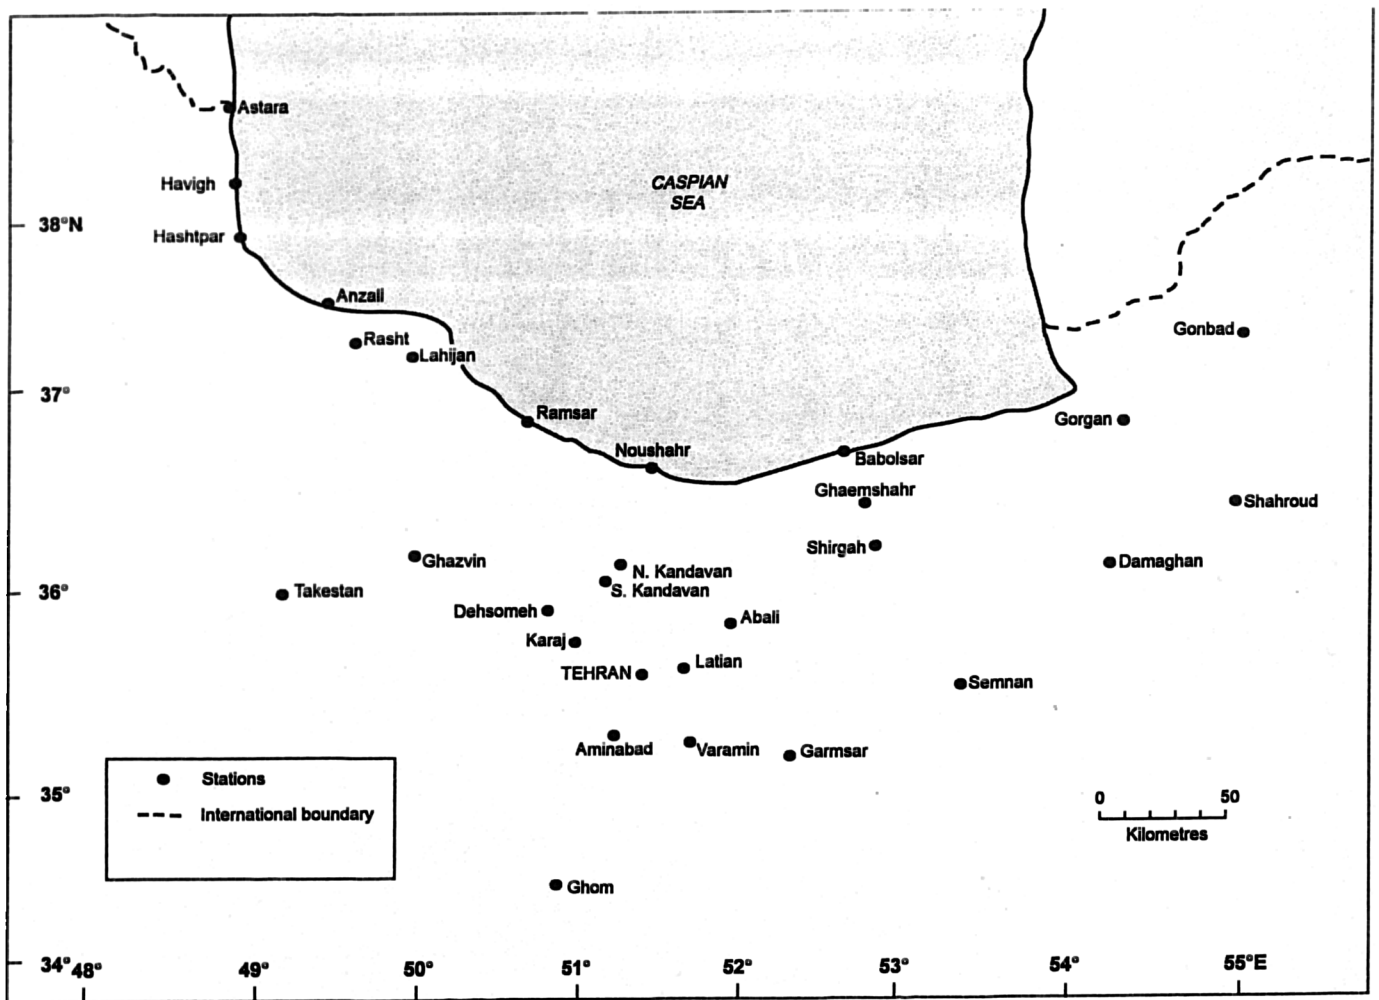 Astara
CASPIAN
SEA
Havigh
38°N
Hashtpar
Anzali
Rasht
Lahijan
Gonbad
37°
Ramsar
Gorgan
Noushahr
Babolsar
Ghaemshahr
Shahroud
Shirgah
Ghazvin
Damaghan
N. Kandavan
S. Kandavan
36°
Takestan
Dehsomeh
Abali
Karaj
Latian
TEHRAN
Semnan
Aminabad
Varamin
Garmsar
Stations
35°
0 50
International boundary
Kilometres
Ghom
34°
48° 49° 50° 51° 52° 53° 54° 55°E